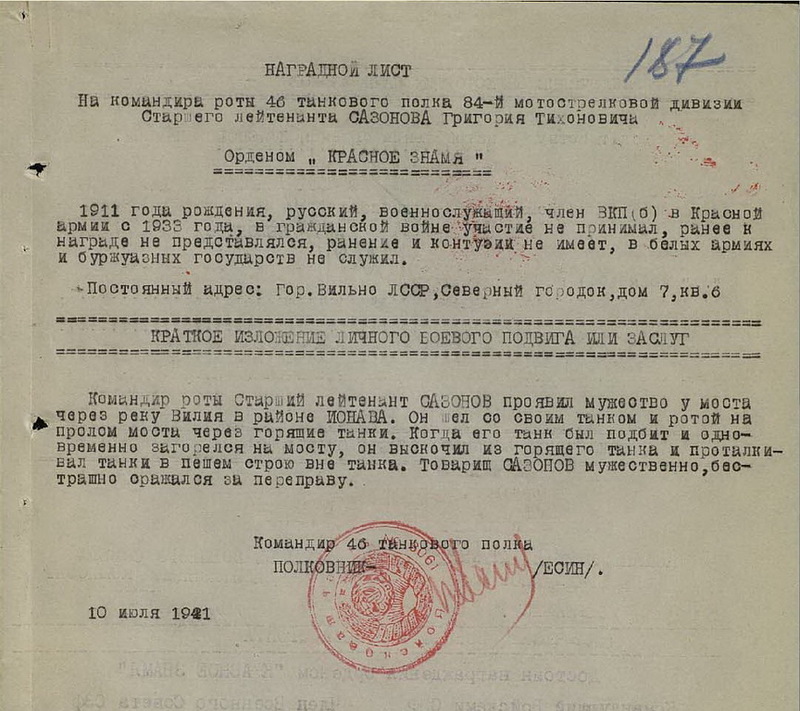 187
НАГРАДНОЙ ЛИСТ
На командира роты 46 танкового полка 84-й мотострелковой дивизии
Старшего лейтенанта САЗОНОВА Григория Тихоновича
Орденом „ КРАСНОЕ ЗНАМЯ "
1911 года рождения, русский, военнослужащий, член ВКП(б) в Красной
армии с 1933 года, в гражданской войне участие не принимал, ранее к
награде не представлялся, ранение и контузии не имеет, в белых армиях
и буржуазных государств не служил.
Постоянный адрес: Гор.Вильно ЛССР,Северный городок,дом 7,кв.6
КРАТКОЕ ИЗЛОЖЕНИЕ ЛИЧНОГО БОЕВОГО ПОДВИГА ИЛИ ЗАСЛУГ
Командир роты Старший лейтенант САЗОНОВ проявил мужество у моста
через реку Вилия в районе ИОНАВА. Он шел со своим танком и ротой на
пролом моста через горящие танки. Когда его танк был подбит и одно-
временно загорелся на мосту, он выскочил из горящего танка и проталки-
вал танки в пешем строю вне танка. Товарищ САЗОНОВ мужественно,бес-
трашно сражался за переправу.
Командир 46 танкового полка
ПОЛКОВНИК- /ЕСИН/.
10 июля 1941